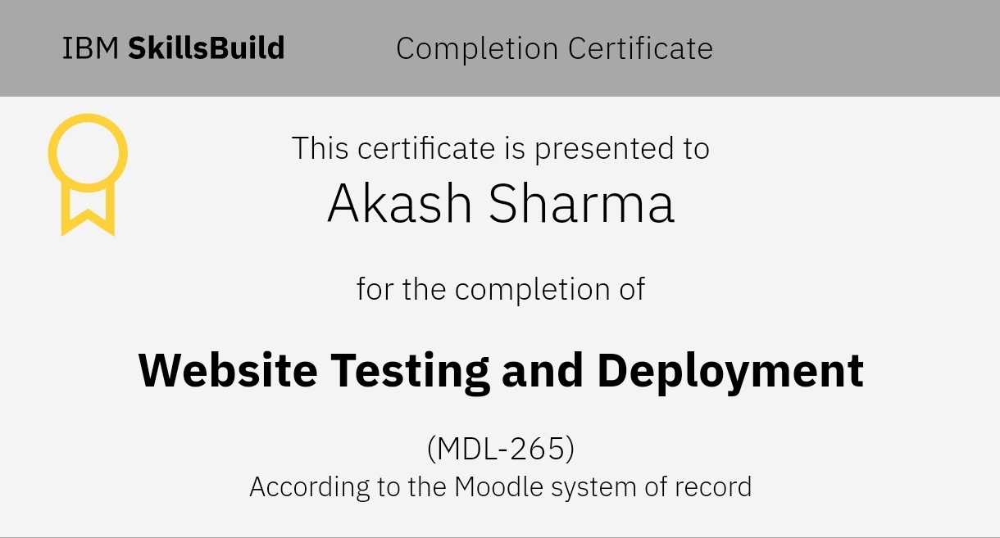 IBM SkillsBuild Completion Certificate
This certificate is presented to
Akash Sharma
for the completion of
Website Testing and Deployment
(MDL-265)
According to the Moodle system of record